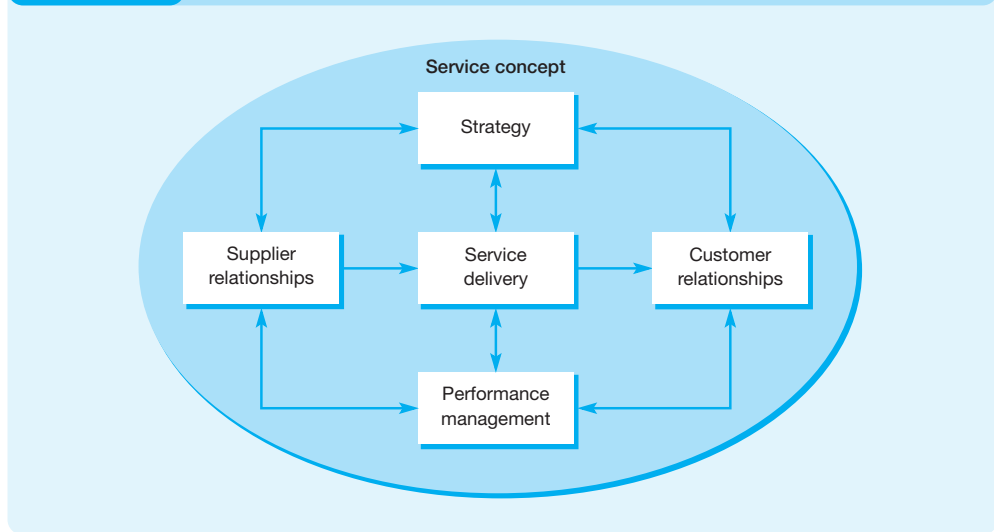 Service concept
Strategy
Supplier
relationships
Service
delivery
Customer
relationships
Performance
management